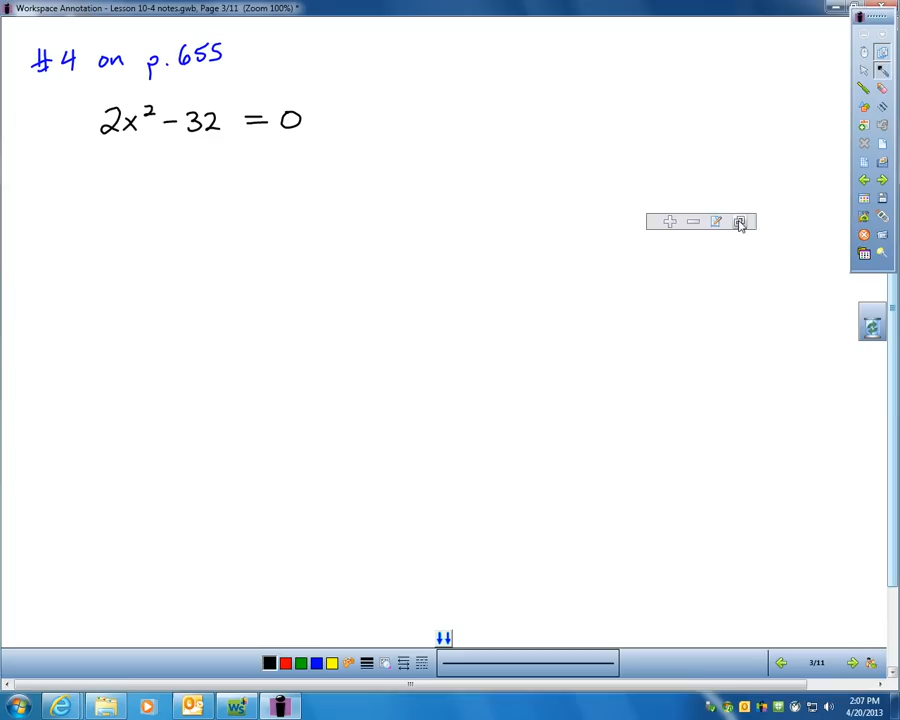 Workspace Annotation - Lesson 10-4 notes.gwb, Page 3/11 (Zoom 100%) *
#4 on p.655
2x² - 32 = 0
3/11
2:07 PM
4/20/2013